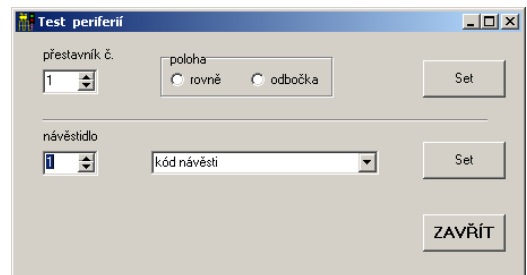 Test periferií
přestavník č.
poloha
1
rovně
odbočka
Set
návěstidlo
1
kód návěsti
Set
ZAVŘÍT